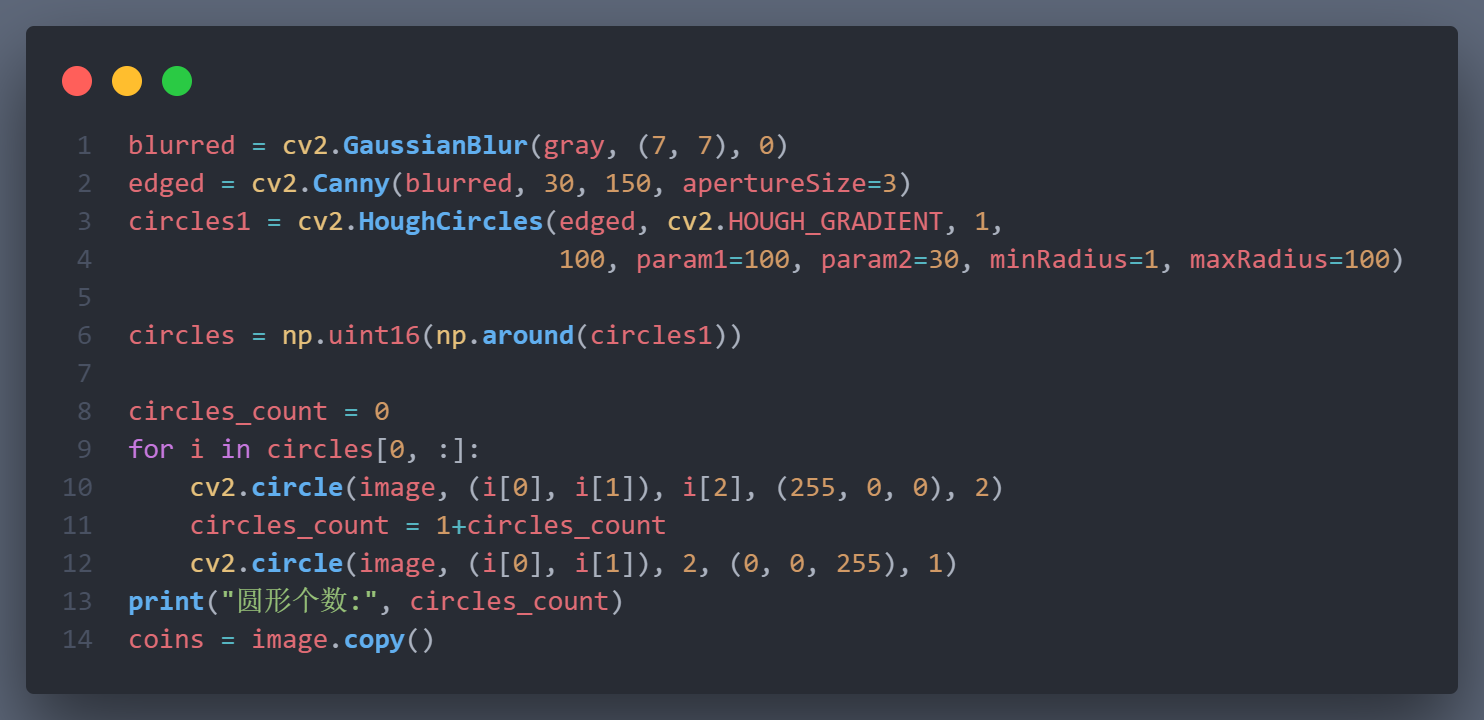 1 blurred = cv2.GaussianBlur(gray, (7, 7), 0)
2 edged = cv2.Canny(blurred, 30, 150, apertureSize=3)
3 circles1 = cv2.HoughCircles(edged, cv2.HOUGH_GRADIENT, 1,
4                             100, param1=100, param2=30, minRadius=1, maxRadius=100)
5
6 circles = np.uint16(np.around(circles1))
7
8 circles_count = 0
9 for i in circles[0, :]:
10     cv2.circle(image, (i[0], i[1]), i[2], (255, 0, 0), 2)
11     circles_count = 1+circles_count
12     cv2.circle(image, (i[0], i[1]), 2, (0, 0, 255), 1)
13 print("圆形个数:", circles_count)
14 coins = image.copy()